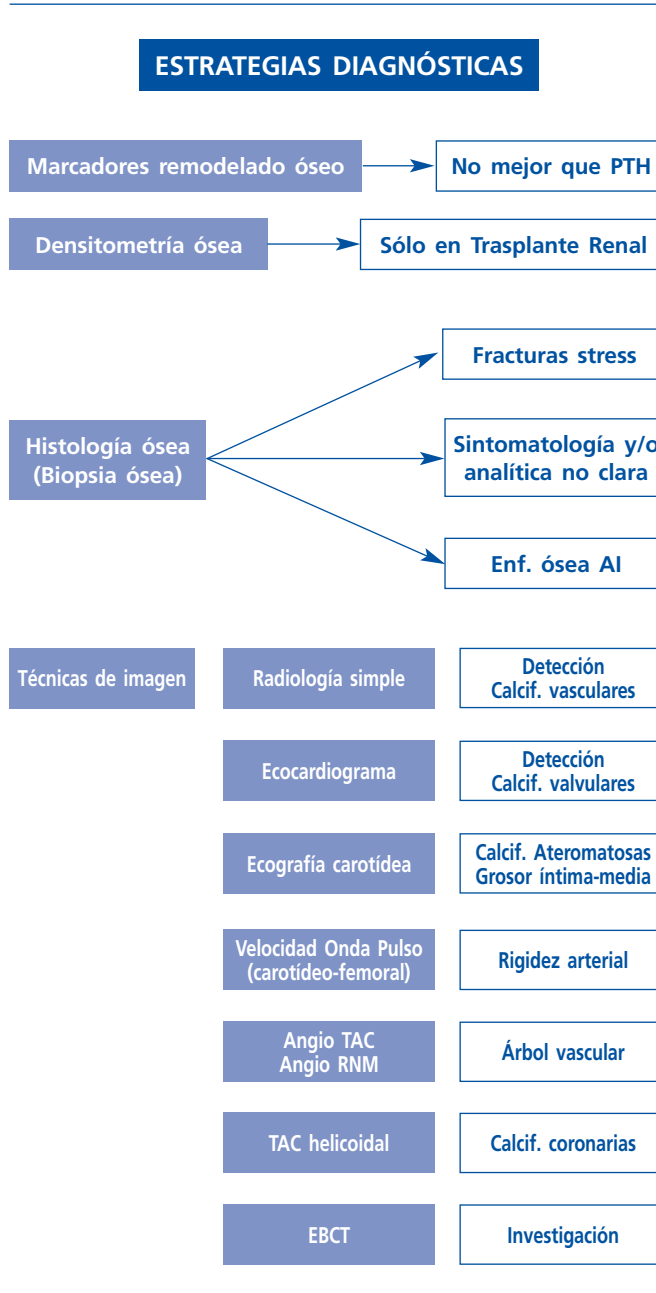 ESTRATEGIAS DIAGNÓSTICAS
Marcadores remodelado óseo
No mejor que PTH
Densitometría ósea
Sólo en Trasplante Renal
Fracturas stress
Histología ósea
(Biopsia ósea)
Sintomatología y/o
analítica no clara
Enf. ósea Al
Técnicas de imagen
Radiología simple
Detección
Calcif. vasculares
Ecocardiograma
Detección
Calcif. valvulares
Ecografía carotídea
Calcif. Ateromatosas
Grosor íntima-media
Velocidad Onda Pulso
(carotídeo-femoral)
Rigidez arterial
Angio TAC
Angio RNM
Árbol vascular
TAC helicoidal
Calcif. coronarias
EBCT
Investigación